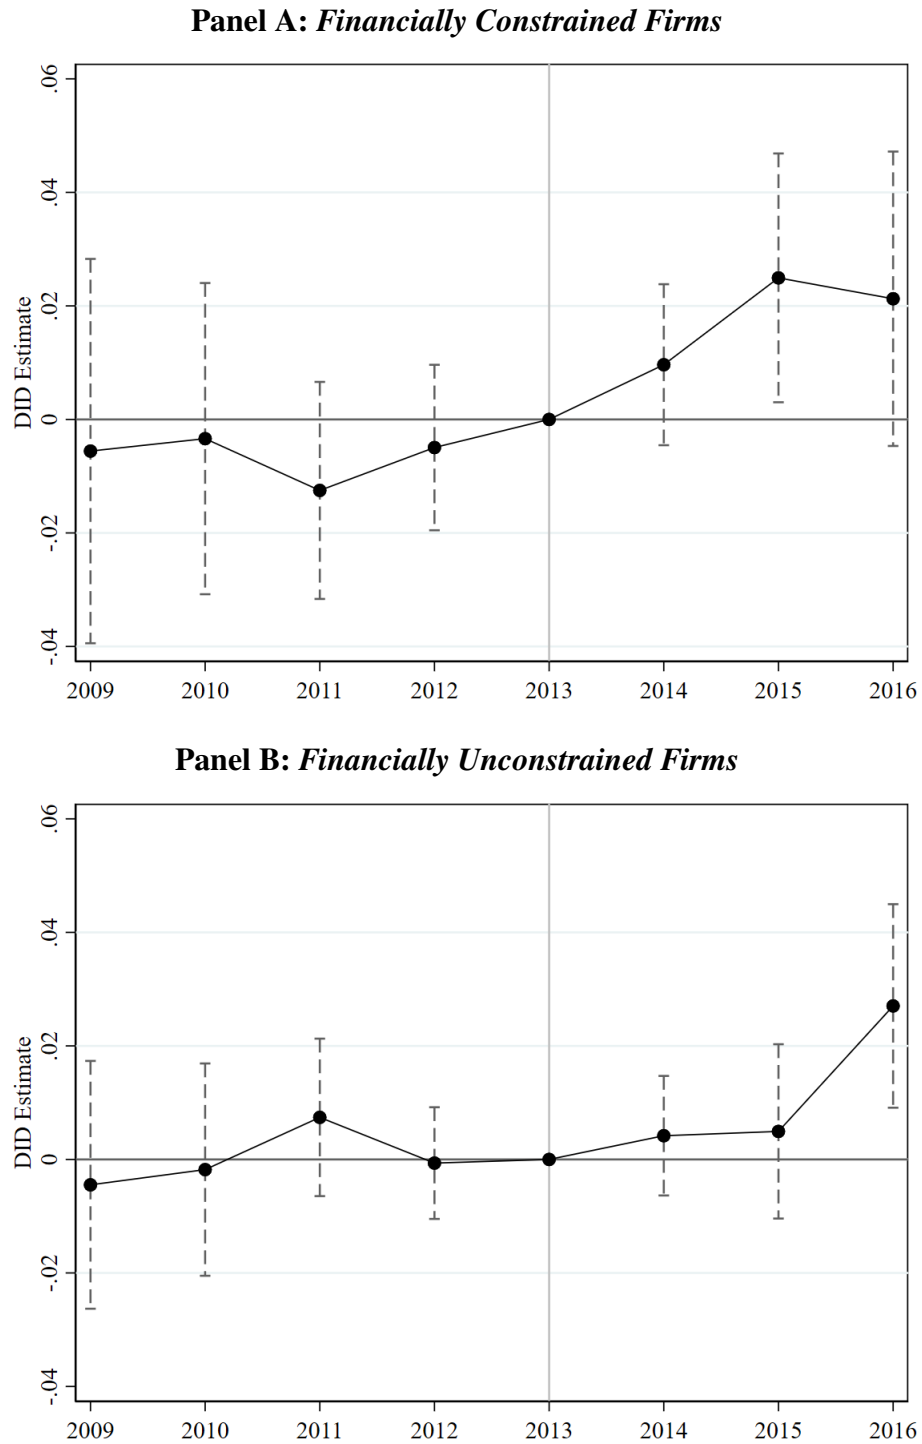 Panel A: Financially Constrained Firms
.06
.04
.02
0
-.02
-.04
DID Estimate
2009 2010 2011 2012 2013 2014 2015 2016
Panel B: Financially Unconstrained Firms
.06
.04
.02
0
-.02
-.04
DID Estimate
2009 2010 2011 2012 2013 2014 2015 2016